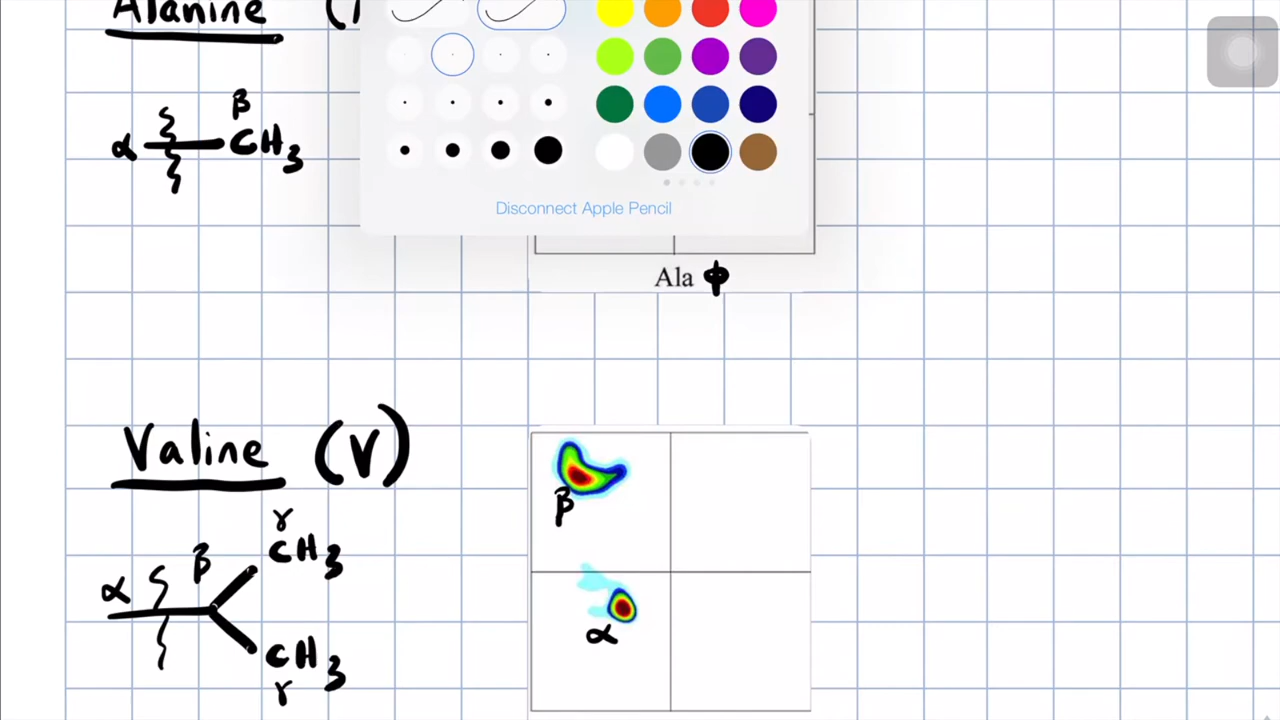 Alanine (
β
α CH3
Disconnect Apple Pencil
Ala ϕ
Valine (V)
γ
CH3
β
α
CH3
γ
β
α